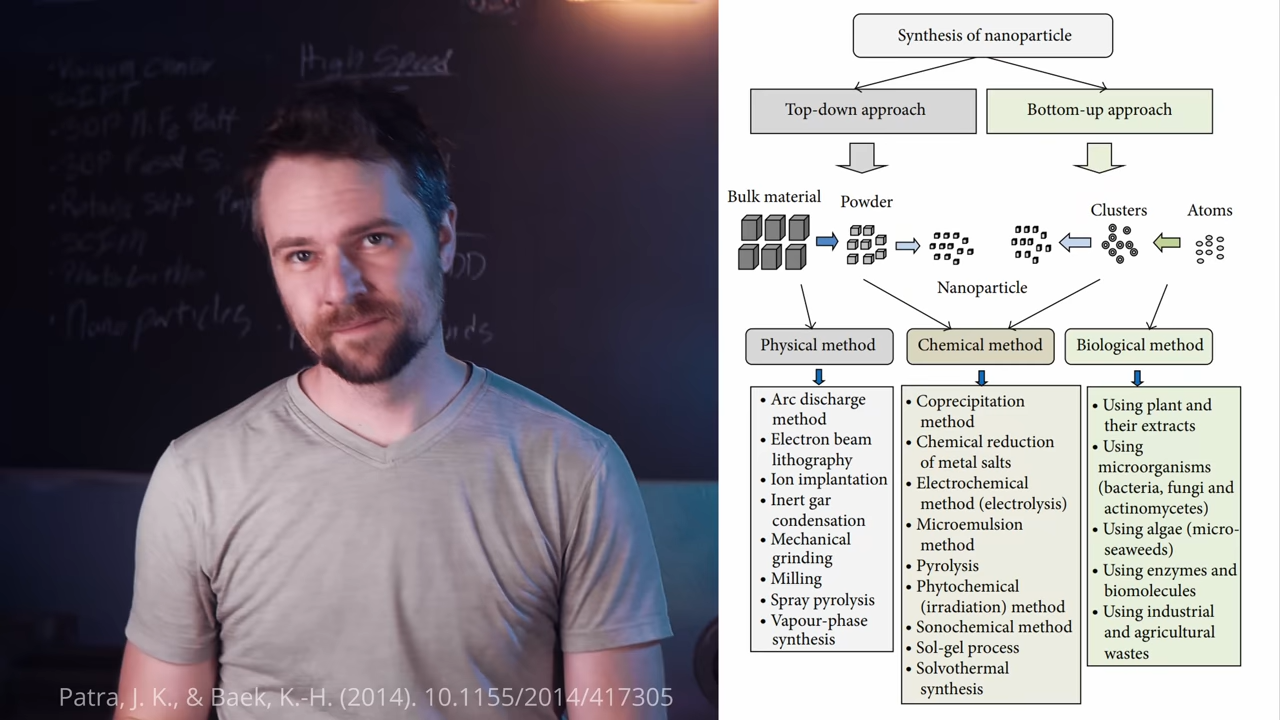 High Speed
Nanoparticles
Patra, J. K., & Baek, K.-H. (2014). 10.1155/2014/417305
Synthesis of nanoparticle
Top-down approach
Bottom-up approach
Bulk material
Powder
Clusters
Atoms
Nanoparticle
Physical method
Chemical method
Biological method
• Arc discharge
method
• Electron beam
lithography
• Ion implantation
• Inert gar
condensation
• Mechanical
grinding
• Milling
• Spray pyrolysis
• Vapour-phase
synthesis
• Coprecipitation
method
• Chemical reduction
of metal salts
• Electrochemical
method (electrolysis)
• Microemulsion
method
• Pyrolysis
• Phytochemical
(irradiation) method
• Sonochemical method
• Sol-gel process
• Solvothermal
synthesis
• Using plant and
their extracts
• Using
microorganisms
(bacteria, fungi and
actinomycetes)
• Using algae (micro-
seaweeds)
• Using enzymes and
biomolecules
• Using industrial
and agricultural
wastes